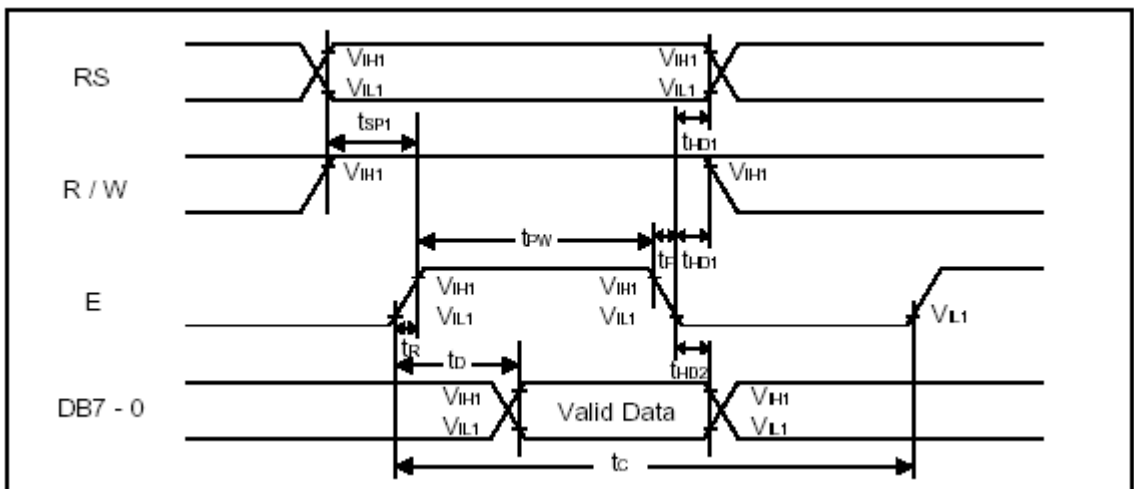 RS
VIH1
VIL1
VIH1
VIL1
tSP1
tHD1
R / W
VIH1
VIH1
tPW
tF
tHD1
E
VIH1
VIL1
VIH1
VIL1
VIL1
tR
tD
tHD2
DB7 - 0
VIH1
VIL1
Valid Data
VIH1
VIL1
tC